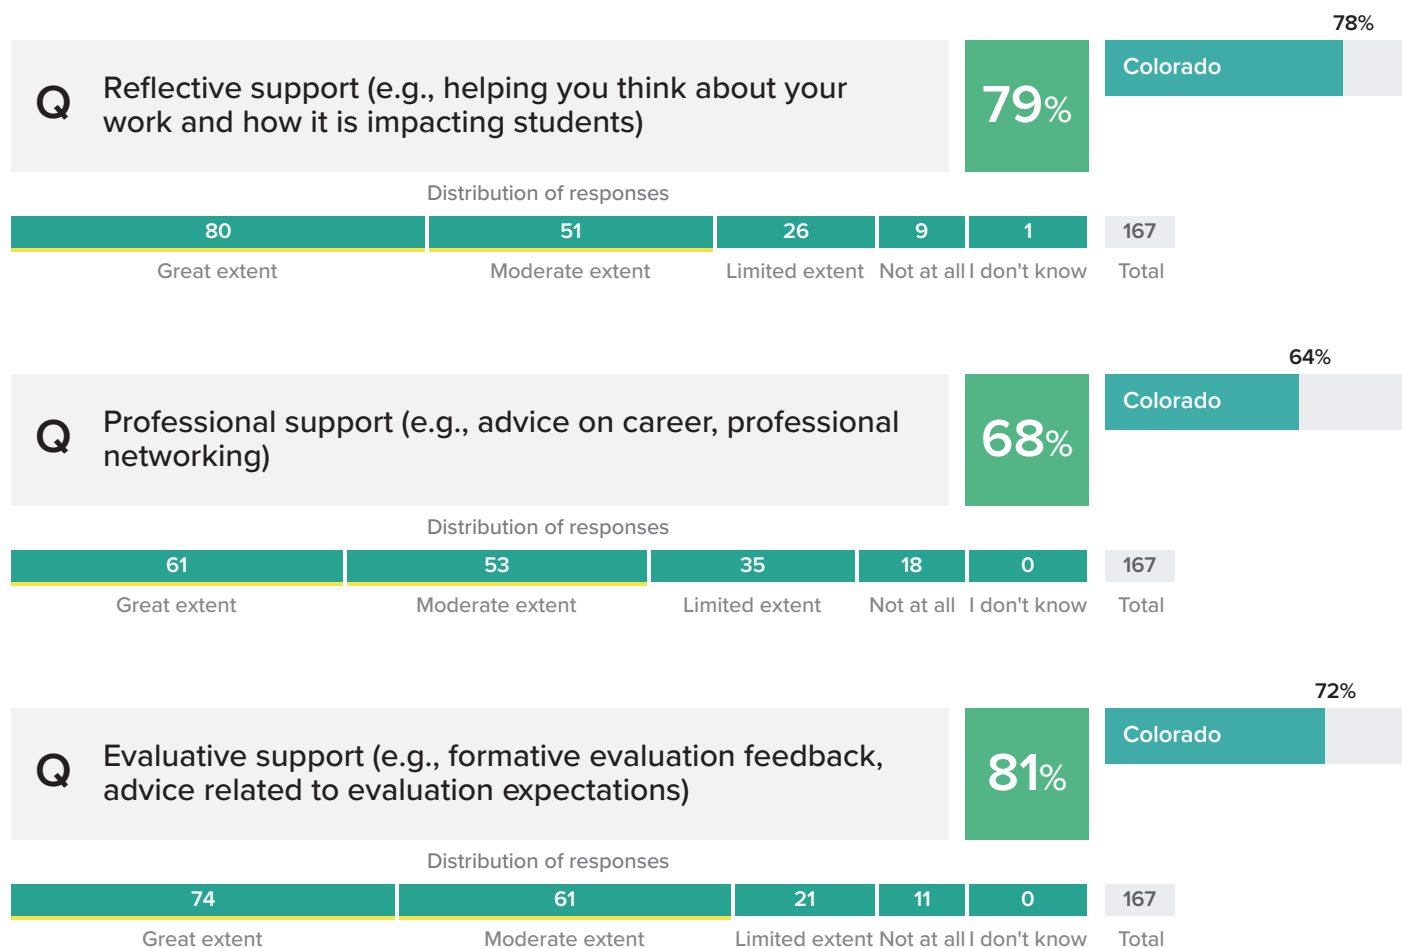 78%
Q
Reflective support (e.g., helping you think about your
work and how it is impacting students)
79%
Colorado
Distribution of responses
80 51 26 9 1 167
Great extent Moderate extent Limited extent Not at all I don't know Total
64%
Q
Professional support (e.g., advice on career, professional
networking)
68%
Colorado
Distribution of responses
61 53 35 18 0 167
Great extent Moderate extent Limited extent Not at all I don't know Total
72%
Q
Evaluative support (e.g., formative evaluation feedback,
advice related to evaluation expectations)
81%
Colorado
Distribution of responses
74 61 21 11 0 167
Great extent Moderate extent Limited extent Not at all I don't know Total